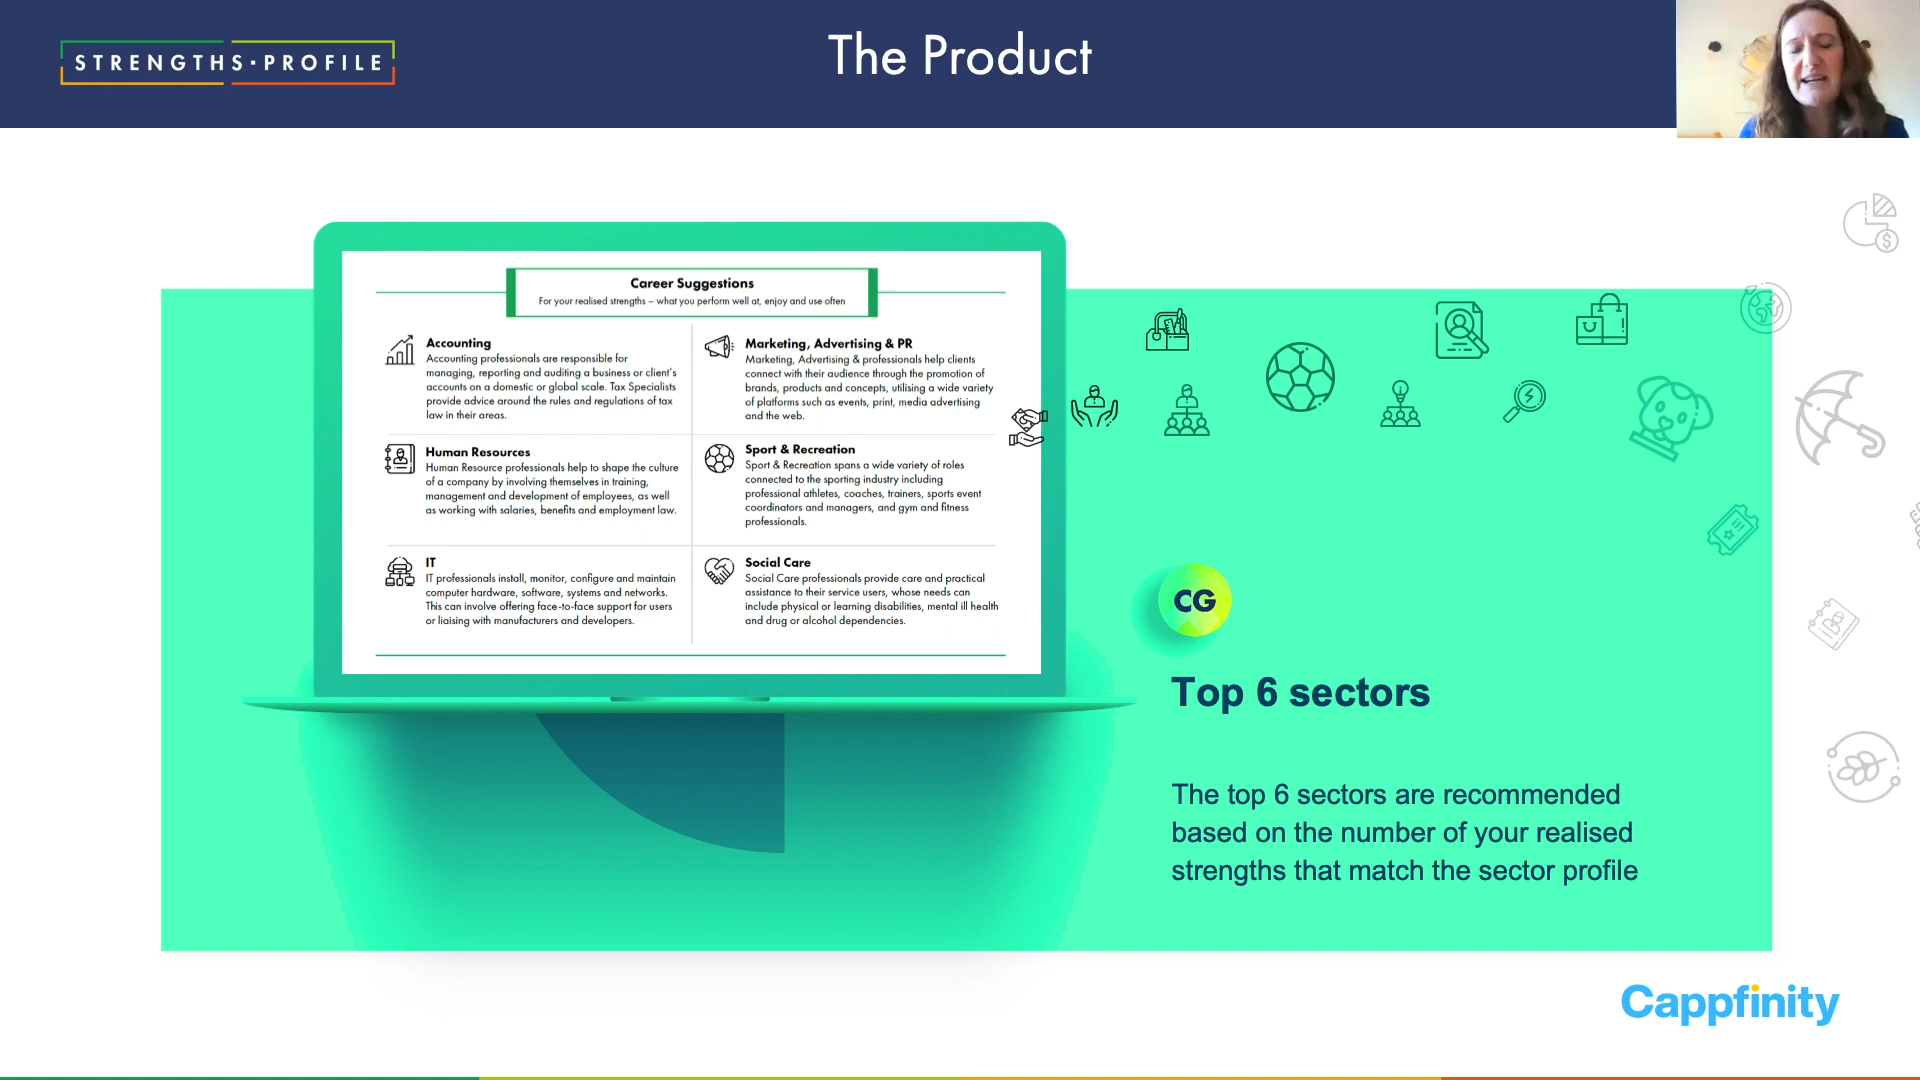 STRENGTHS·PROFILE
The Product
Career Suggestions
For your realised strengths – what you perform well at, enjoy and use often
Accounting
Accounting professionals are responsible for
managing, reporting and auditing a business or client's
accounts on a domestic or global scale. Tax Specialists
provide advice around the rules and regulations of tax
law in their areas.
Marketing, Advertising & PR
Marketing, Advertising & professionals help clients
connect with their audience through the promotion of
brands, products and concepts, utilising a wide variety
of platforms such as events, print, media advertising
and the web.
Human Resources
Human Resource professionals help to shape the culture
of a company by involving themselves in training,
management and development of employees, as well
as working with salaries, benefits and employment law.
Sport & Recreation
Sport & Recreation spans a wide variety of roles
connected to the sporting industry including
professional athletes, coaches, trainers, sports event
coordinators and managers, and gym and fitness
professionals.
IT
IT professionals install, monitor, configure and maintain
computer hardware, software, systems and networks.
This can involve offering face-to-face support for users
or liaising with manufacturers and developers.
Social Care
Social Care professionals provide care and practical
assistance to their service users, whose needs can
include physical or learning disabilities, mental ill health
and drug or alcohol dependencies.
CG
Top 6 sectors
The top 6 sectors are recommended
based on the number of your realised
strengths that match the sector profile
Cappfinity